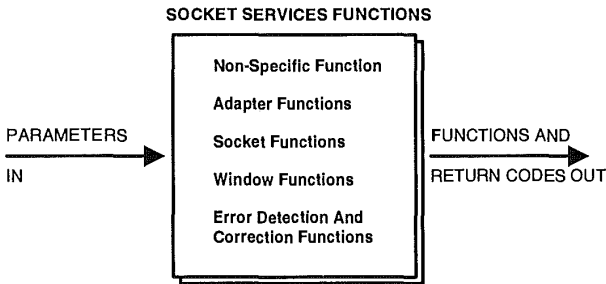 SOCKET SERVICES FUNCTIONS
Non-Specific Function
Adapter Functions
PARAMETERS
IN
Socket Functions
Window Functions
Error Detection And
Correction Functions
FUNCTIONS AND
RETURN CODES OUT